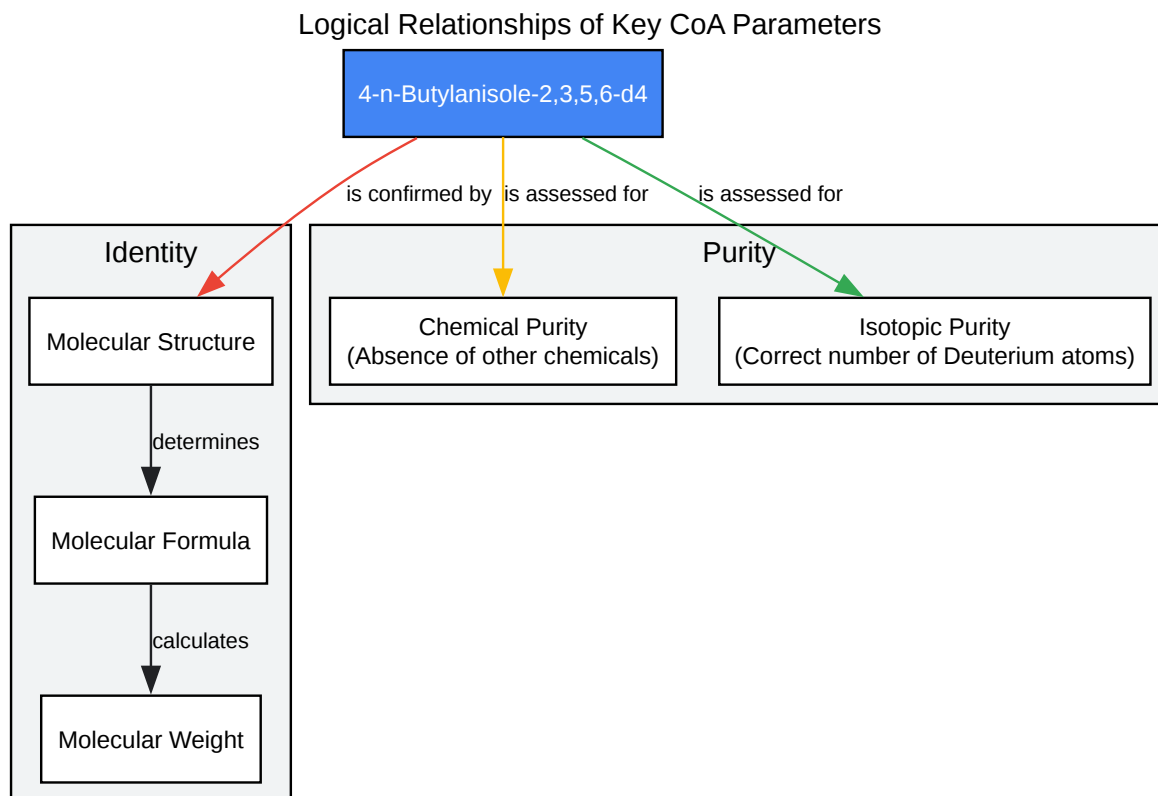 Logical Relationships of Key CoA Parameters
4-n-Butylanisole-2,3,5,6-d4
is confirmed by
is assessed for
is assessed for
Identity
Purity
Molecular Structure
Chemical Purity
(Absence of other chemicals)
Isotopic Purity
(Correct number of Deuterium atoms)
determines
Molecular Formula
calculates
Molecular Weight